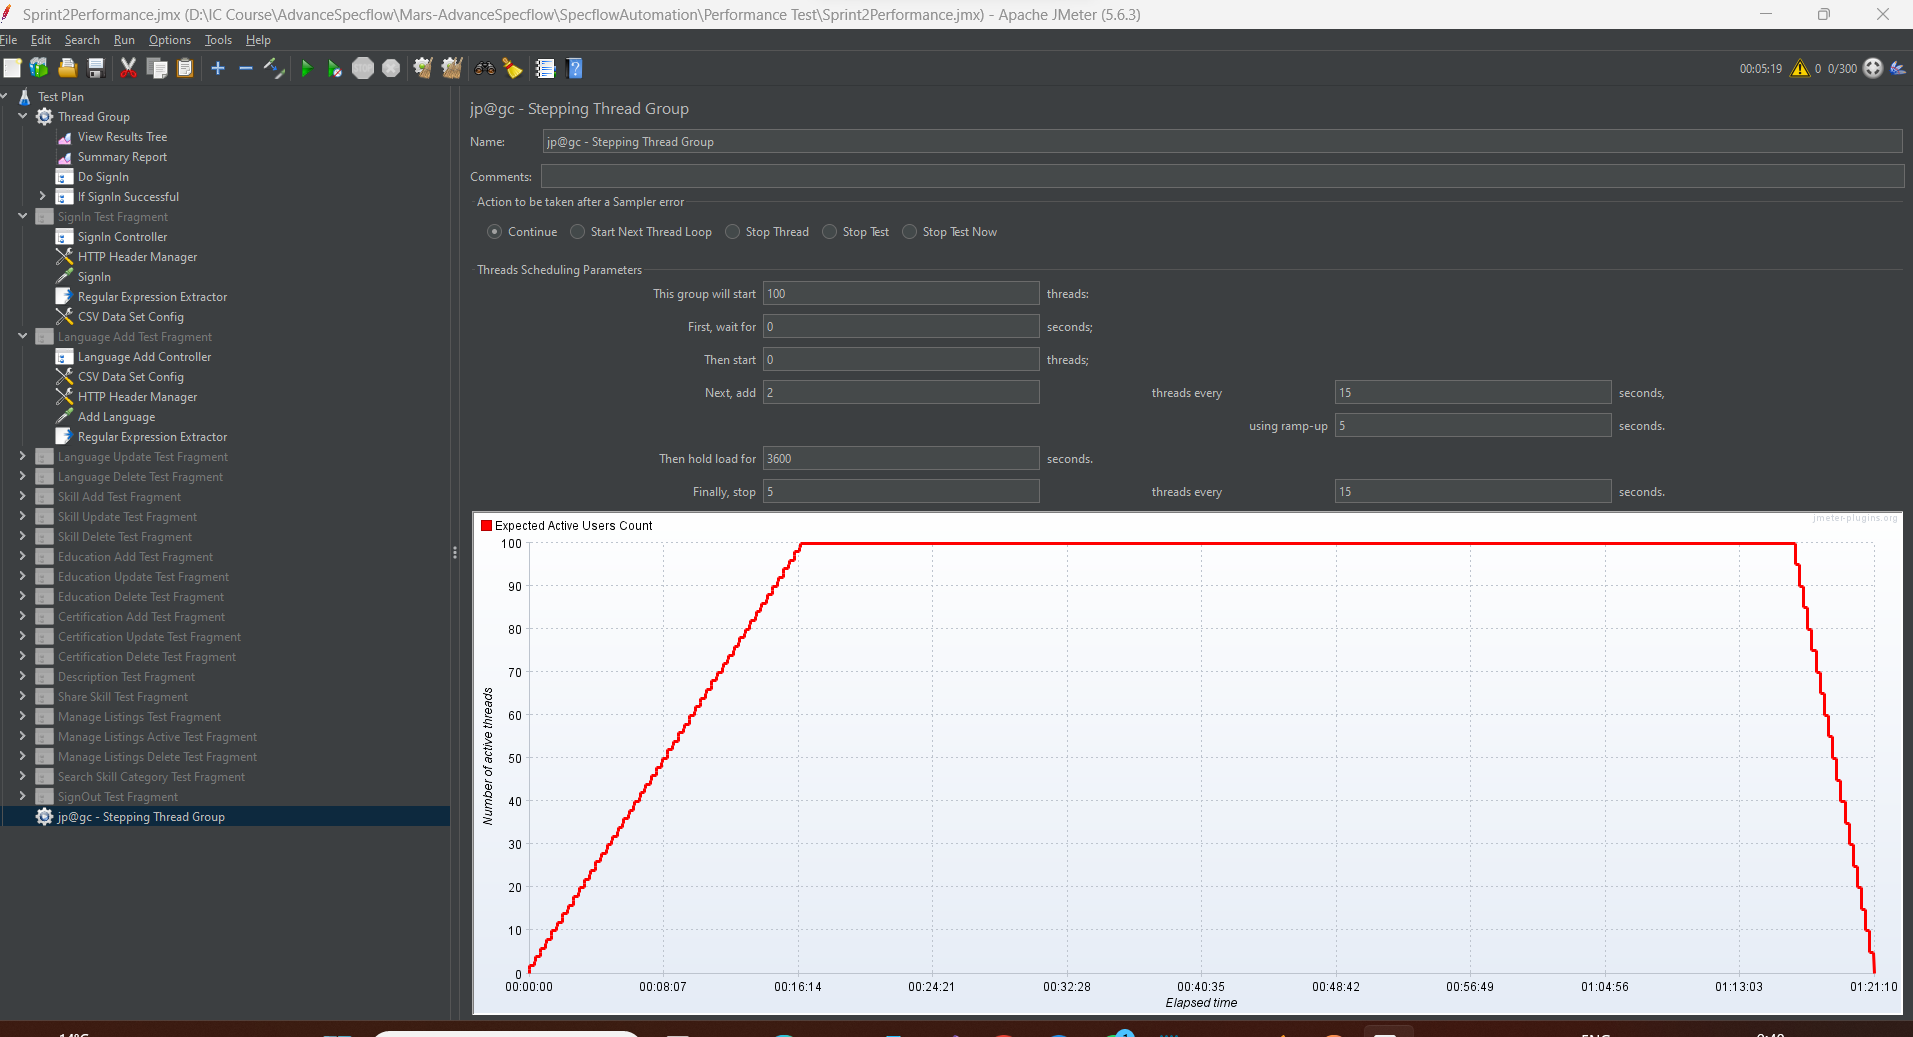 Sprint2Performance.jmx (D:\IC Course\AdvanceSpecflow\Mars-AdvanceSpecflow\SpecflowAutomation\Performance Test\Sprint2Performance.jmx) - Apache JMeter (5.6.3)
File Edit Search Run Options Tools Help
STOP 00:05:19 0 0/300
Test Plan
Thread Group
View Results Tree
Summary Report
Do SignIn
If SignIn Successful
SignIn Test Fragment
SignIn Controller
HTTP Header Manager
SignIn
Regular Expression Extractor
CSV Data Set Config
Language Add Test Fragment
Language Add Controller
CSV Data Set Config
HTTP Header Manager
Add Language
Regular Expression Extractor
Language Update Test Fragment
Language Delete Test Fragment
Skill Add Test Fragment
Skill Update Test Fragment
Skill Delete Test Fragment
Education Add Test Fragment
Education Update Test Fragment
Education Delete Test Fragment
Certification Add Test Fragment
Certification Update Test Fragment
Certification Delete Test Fragment
Description Test Fragment
Share Skill Test Fragment
Manage Listings Test Fragment
Manage Listings Active Test Fragment
Manage Listings Delete Test Fragment
Search Skill Category Test Fragment
SignOut Test Fragment
jp@gc - Stepping Thread Group
jp@gc - Stepping Thread Group
Name: jp@gc - Stepping Thread Group
Comments:
Action to be taken after a Sampler error
Continue Start Next Thread Loop Stop Thread Stop Test Stop Test Now
Threads Scheduling Parameters
This group will start 100 threads:
First, wait for 0 seconds;
Then start 0 threads;
Next, add 2 threads every 15 seconds,
using ramp-up 5 seconds.
Then hold load for 3600 seconds.
Finally, stop 5 threads every 15 seconds.
Expected Active Users Count
jmeter-plugins.org
100
90
80
70
60
50
40
30
20
10
0
Number of active threads
00:00:00 00:08:07 00:16:14 00:24:21 00:32:28 00:40:35 00:48:42 00:56:49 01:04:56 01:13:03 01:21:10
Elapsed time